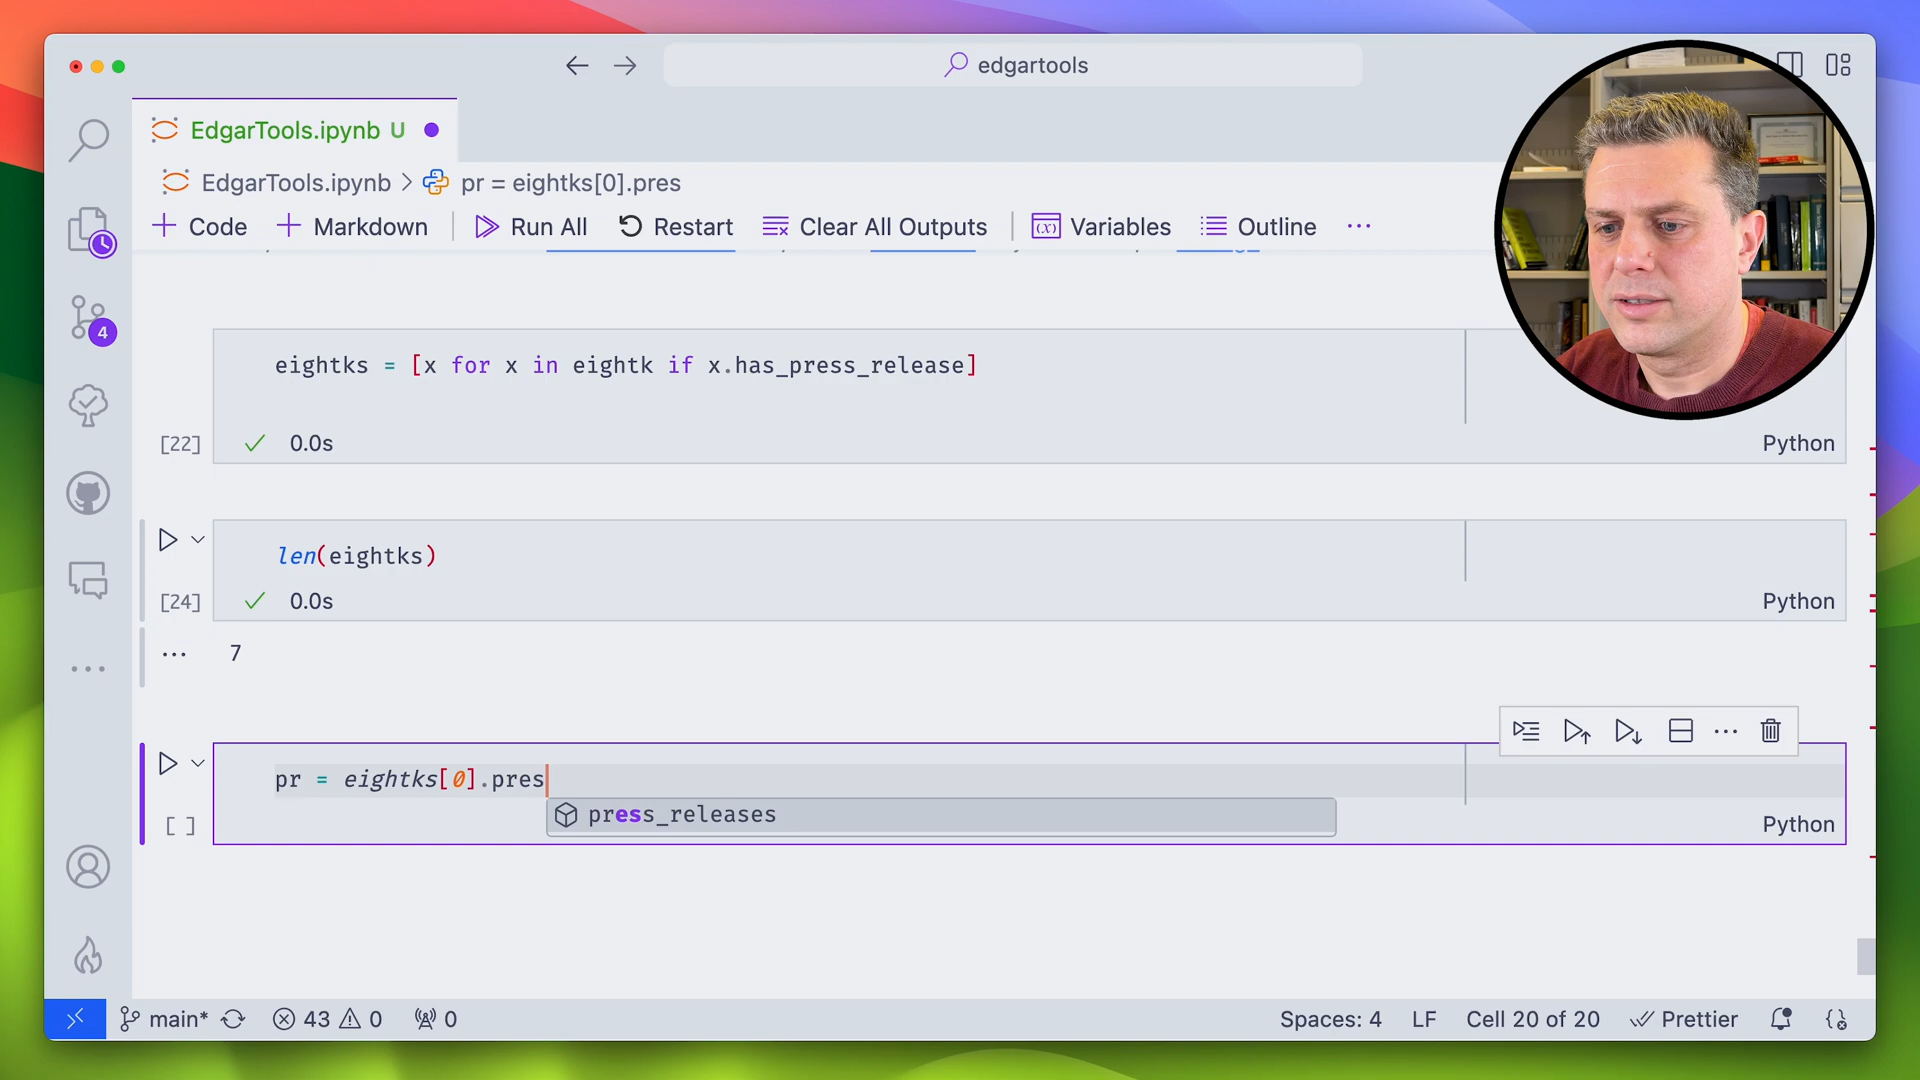 edgartools
EdgarTools.ipynb U
EdgarTools.ipynb > pr = eightks[0].pres
Code Markdown Run All Restart Clear All Outputs Variables Outline ...
eightks = [x for x in eightk if x.has_press_release]
[22] 0.0s Python
4
len(eightks)
[24] 0.0s Python
... 7
pr = eightks[0].pres
press_releases
[ ] Python
main* 43 0 0 Spaces: 4 LF Cell 20 of 20 Prettier